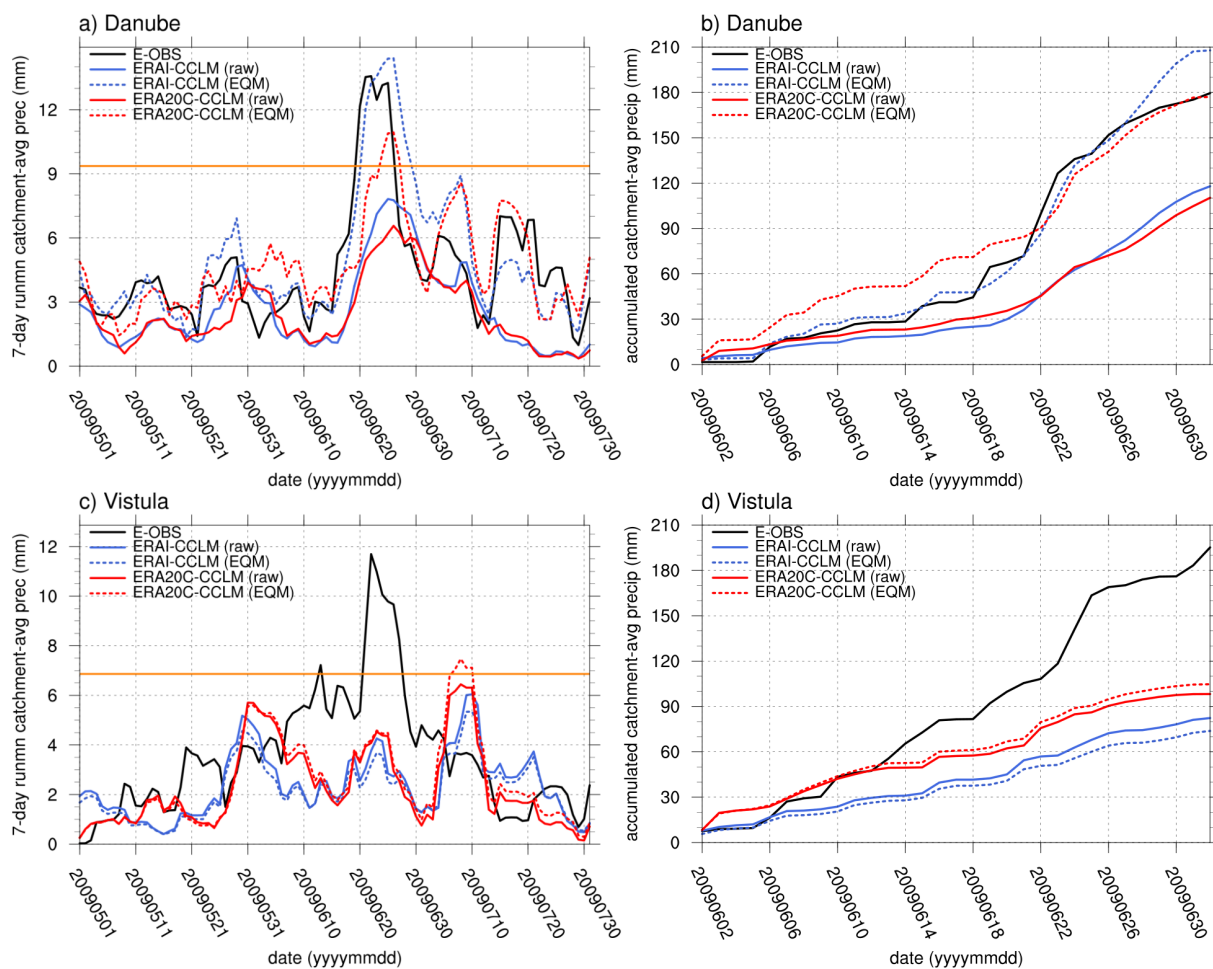 a) Danube
E-OBS
ERAI-CCLM (raw)
ERAI-CCLM (EQM)
ERA20C-CCLM (raw)
ERA20C-CCLM (EQM)
7-day runmn catchment-avg prec (mm)
12
9
6
3
0
20090501
20090511
20090521
20090531
20090610
20090620
20090630
20090710
20090720
20090730
date (yyyymmdd)
b) Danube
E-OBS
ERAI-CCLM (raw)
ERAI-CCLM (EQM)
ERA20C-CCLM (raw)
ERA20C-CCLM (EQM)
accumulated catchment-avg precip (mm)
210
180
150
120
90
60
30
0
20090602
20090606
20090610
20090614
20090618
20090622
20090626
20090630
date (yyyymmdd)
c) Vistula
E-OBS
ERAI-CCLM (raw)
ERAI-CCLM (EQM)
ERA20C-CCLM (raw)
ERA20C-CCLM (EQM)
7-day runmn catchment-avg prec (mm)
12
10
8
6
4
2
0
20090501
20090511
20090521
20090531
20090610
20090620
20090630
20090710
20090720
20090730
date (yyyymmdd)
d) Vistula
E-OBS
ERAI-CCLM (raw)
ERAI-CCLM (EQM)
ERA20C-CCLM (raw)
ERA20C-CCLM (EQM)
accumulated catchment-avg precip (mm)
210
180
150
120
90
60
30
0
20090602
20090606
20090610
20090614
20090618
20090622
20090626
20090630
date (yyyymmdd)